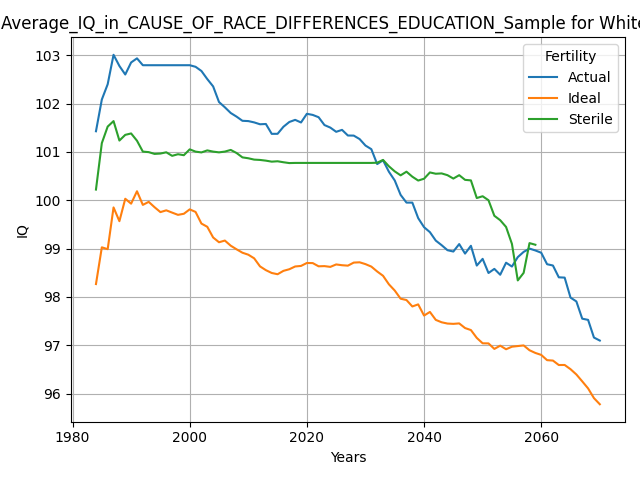 Average_IQ_in_CAUSE_OF_RACE_DIFFERENCES_EDUCATION_Sample for White
Fertility
Actual
Ideal
Sterile
103
102
101
100
99
98
97
96
IQ
1980 2000 2020 2040 2060
Years